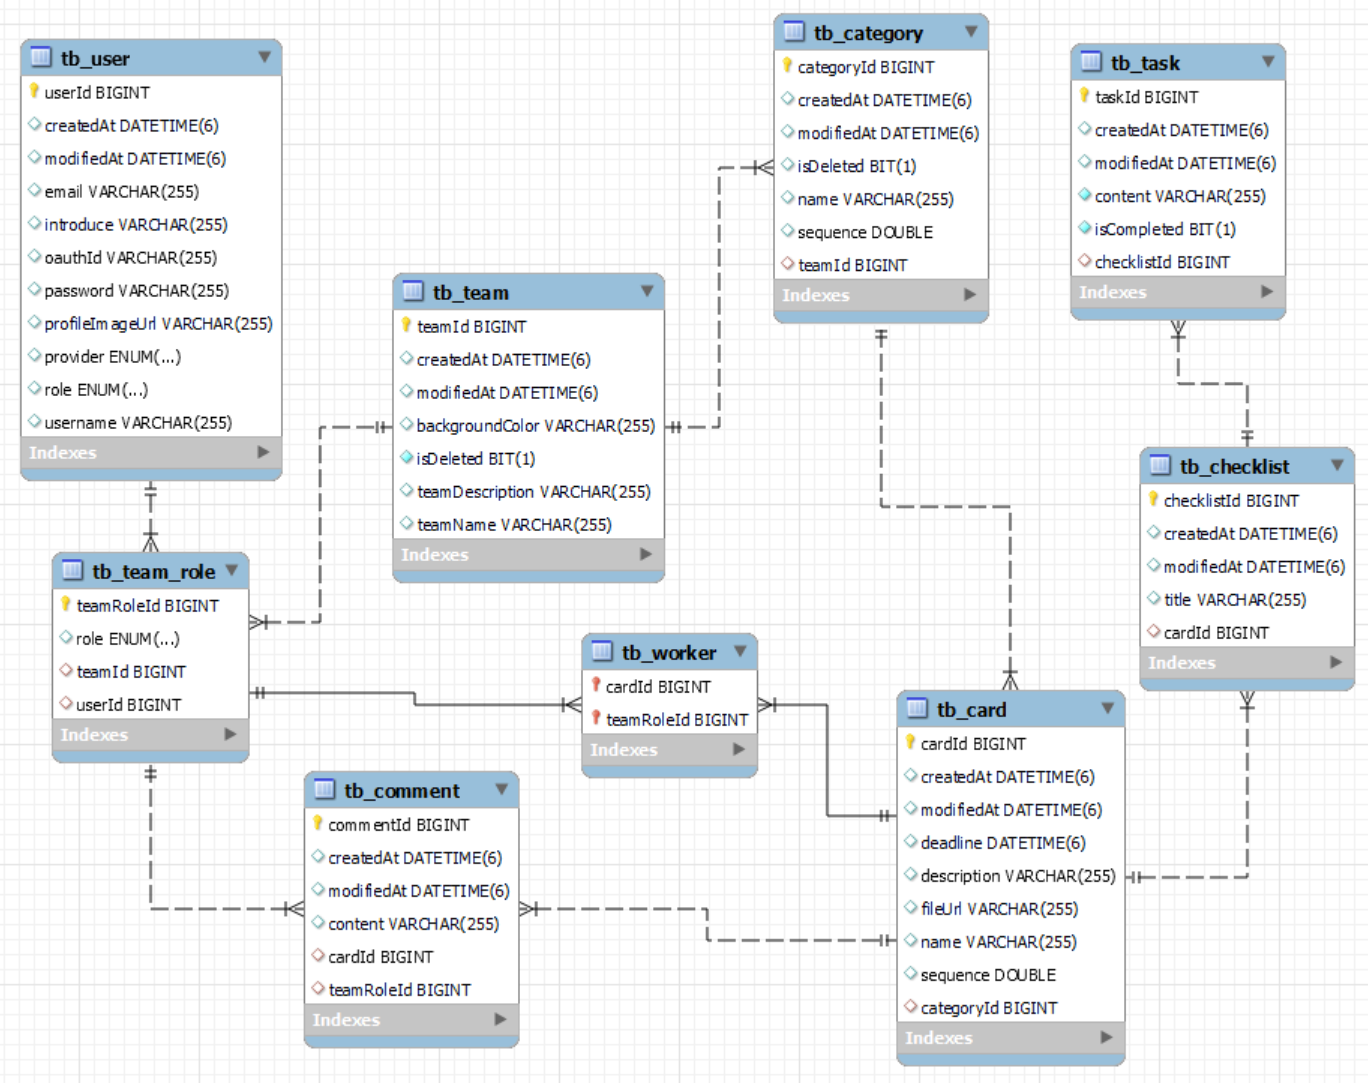 tb_user
userId BIGINT
createdAt DATETIME(6)
modifiedAt DATETIME(6)
email VARCHAR(255)
introduce VARCHAR(255)
oauthId VARCHAR(255)
password VARCHAR(255)
profileImageUrl VARCHAR(255)
provider ENUM(...)
role ENUM(...)
username VARCHAR(255)
Indexes
tb_team
teamId BIGINT
createdAt DATETIME(6)
modifiedAt DATETIME(6)
backgroundColor VARCHAR(255)
isDeleted BIT(1)
teamDescription VARCHAR(255)
teamName VARCHAR(255)
Indexes
tb_category
categoryId BIGINT
createdAt DATETIME(6)
modifiedAt DATETIME(6)
isDeleted BIT(1)
name VARCHAR(255)
sequence DOUBLE
teamId BIGINT
Indexes
tb_task
taskId BIGINT
createdAt DATETIME(6)
modifiedAt DATETIME(6)
content VARCHAR(255)
isCompleted BIT(1)
checklistId BIGINT
Indexes
tb_checklist
checklistId BIGINT
createdAt DATETIME(6)
modifiedAt DATETIME(6)
title VARCHAR(255)
cardId BIGINT
Indexes
tb_team_role
teamRoleId BIGINT
role ENUM(...)
teamId BIGINT
userId BIGINT
Indexes
tb_worker
cardId BIGINT
teamRoleId BIGINT
Indexes
tb_card
cardId BIGINT
createdAt DATETIME(6)
modifiedAt DATETIME(6)
deadline DATETIME(6)
description VARCHAR(255)
fileUrl VARCHAR(255)
name VARCHAR(255)
sequence DOUBLE
categoryId BIGINT
Indexes
tb_comment
commentId BIGINT
createdAt DATETIME(6)
modifiedAt DATETIME(6)
content VARCHAR(255)
cardId BIGINT
teamRoleId BIGINT
Indexes